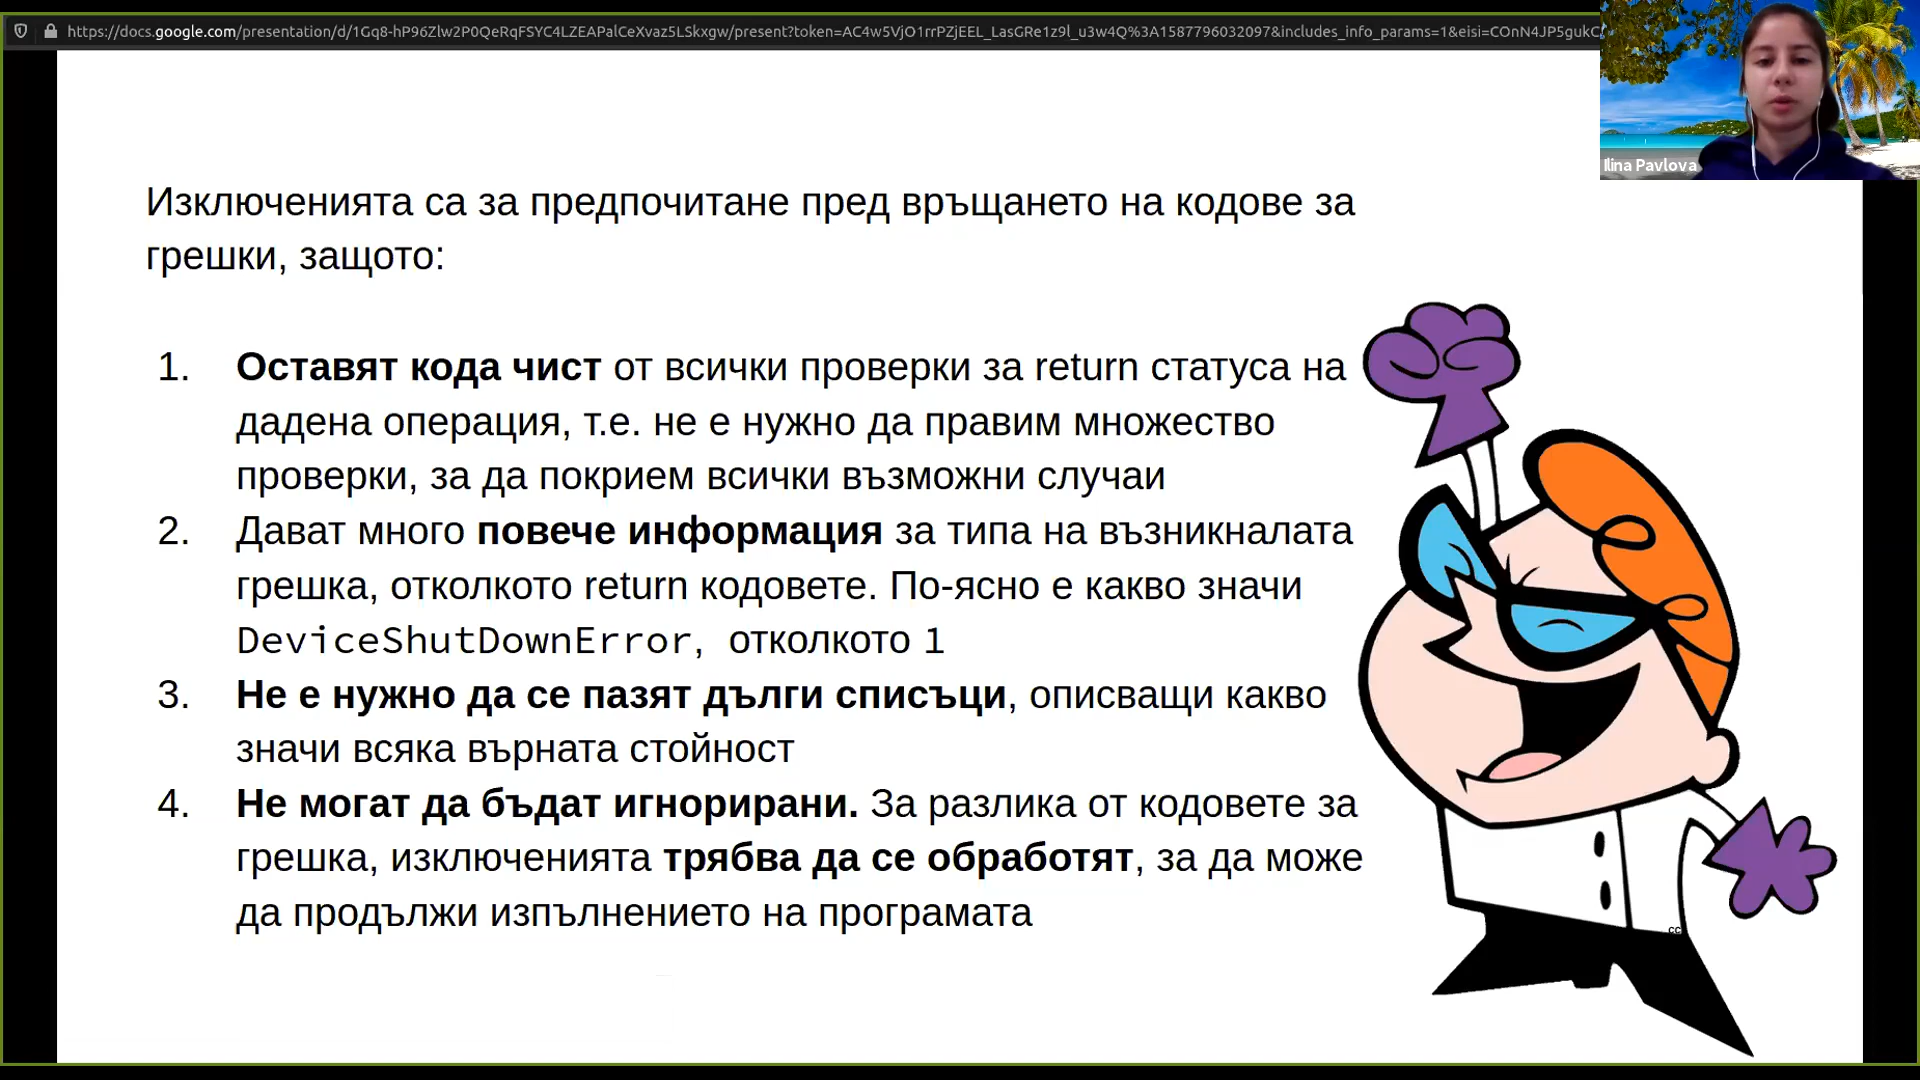 https://docs.google.com/presentation/d/1Gq8-hP96Zlw2P0QeRqFSYC4LZEAPalCeXvaz5LSkxgw/present?token=AC4w5VjO1rrPZjEEL_LasGRe1z9l_u3w4Q%3A1587796032097&includes_info_params=1&eisi=COnN4JP5gukC
Ilina Pavlova
Изключенията са за предпочитане пред връщането на кодове за
грешки, защото:
1. Оставят кода чист от всички проверки за return статуса на
дадена операция, т.е. не е нужно да правим множество
проверки, за да покрием всички възможни случаи
2. Дават много повече информация за типа на възникналата
грешка, отколкото return кодовете. По-ясно е какво значи
DeviceShutDownError, отколкото 1
3. Не е нужно да се пазят дълги списъци, описващи какво
значи всяка върната стойност
4. Не могат да бъдат игнорирани. За разлика от кодовете за
грешка, изключенията трябва да се обработят, за да може
да продължи изпълнението на програмата
cc